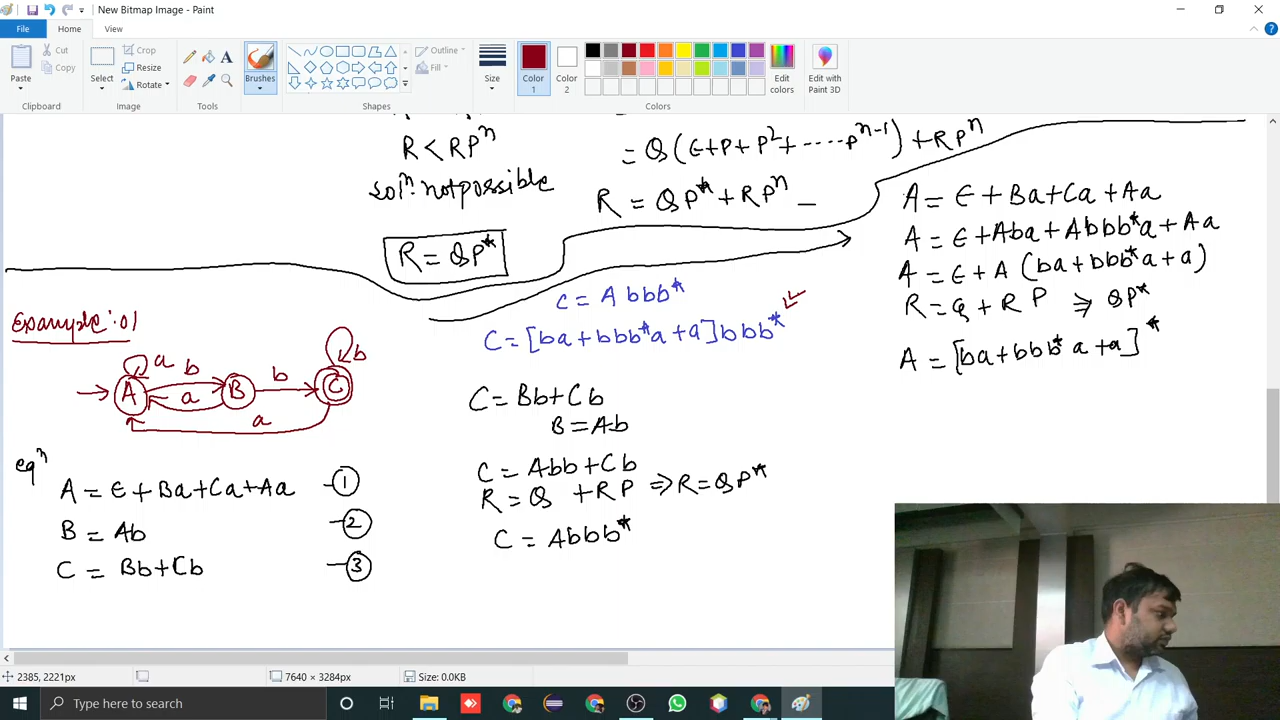 New Bitmap Image - Paint
File Home View
Cut
Crop
Outline
Copy
Resize
Fill
Paste Select Rotate Brushes Size Color 1 Color 2 Edit colors Edit with Paint 3D
Clipboard Image Tools Shapes Colors
R < RPⁿ
= Q(ε+P+P²+-----Pⁿ⁻¹) + RPⁿ
solⁿ. not possible
R = QP* + RPⁿ –
R = QP*
A = ε + Ba+Ca+Aa
A = ε+Aba+Abbb*a+Aa
A = ε+A (ba+bbb*a+a)
R = Q + R P ⇒ QP*
A = [ba+bbb*a+a]*
C = A bbb*
C = [ba+bbb*a+a]bbb*
Example:01
a b b b
A B C
a
a
C = Bb+Cb
B = Ab
C = Abb+Cb
R = Q +RP ⇒ R=QP*
C = Abbb*
eqⁿ
A = ε+Ba+Ca+Aa -①
B = Ab -②
C = Bb+Cb -③
2385, 2221px 7640 × 3284px Size: 0.0KB
Type here to search